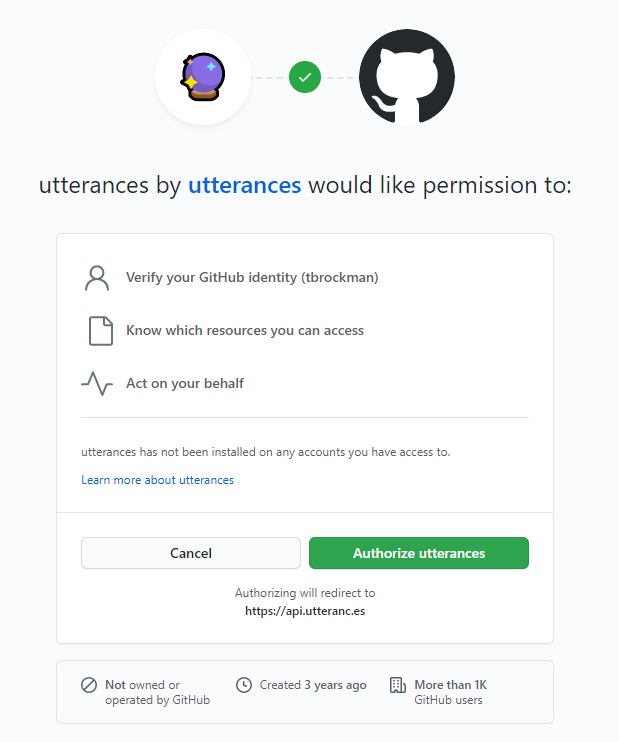 utterances by utterances would like permission to:
Verify your GitHub identity (tbrockman)
Know which resources you can access
Act on your behalf
utterances has not been installed on any accounts you have access to.
Learn more about utterances
Cancel
Authorize utterances
Authorizing will redirect to
https://api.utteranc.es
Not owned or
operated by GitHub
Created 3 years ago
More than 1K
GitHub users